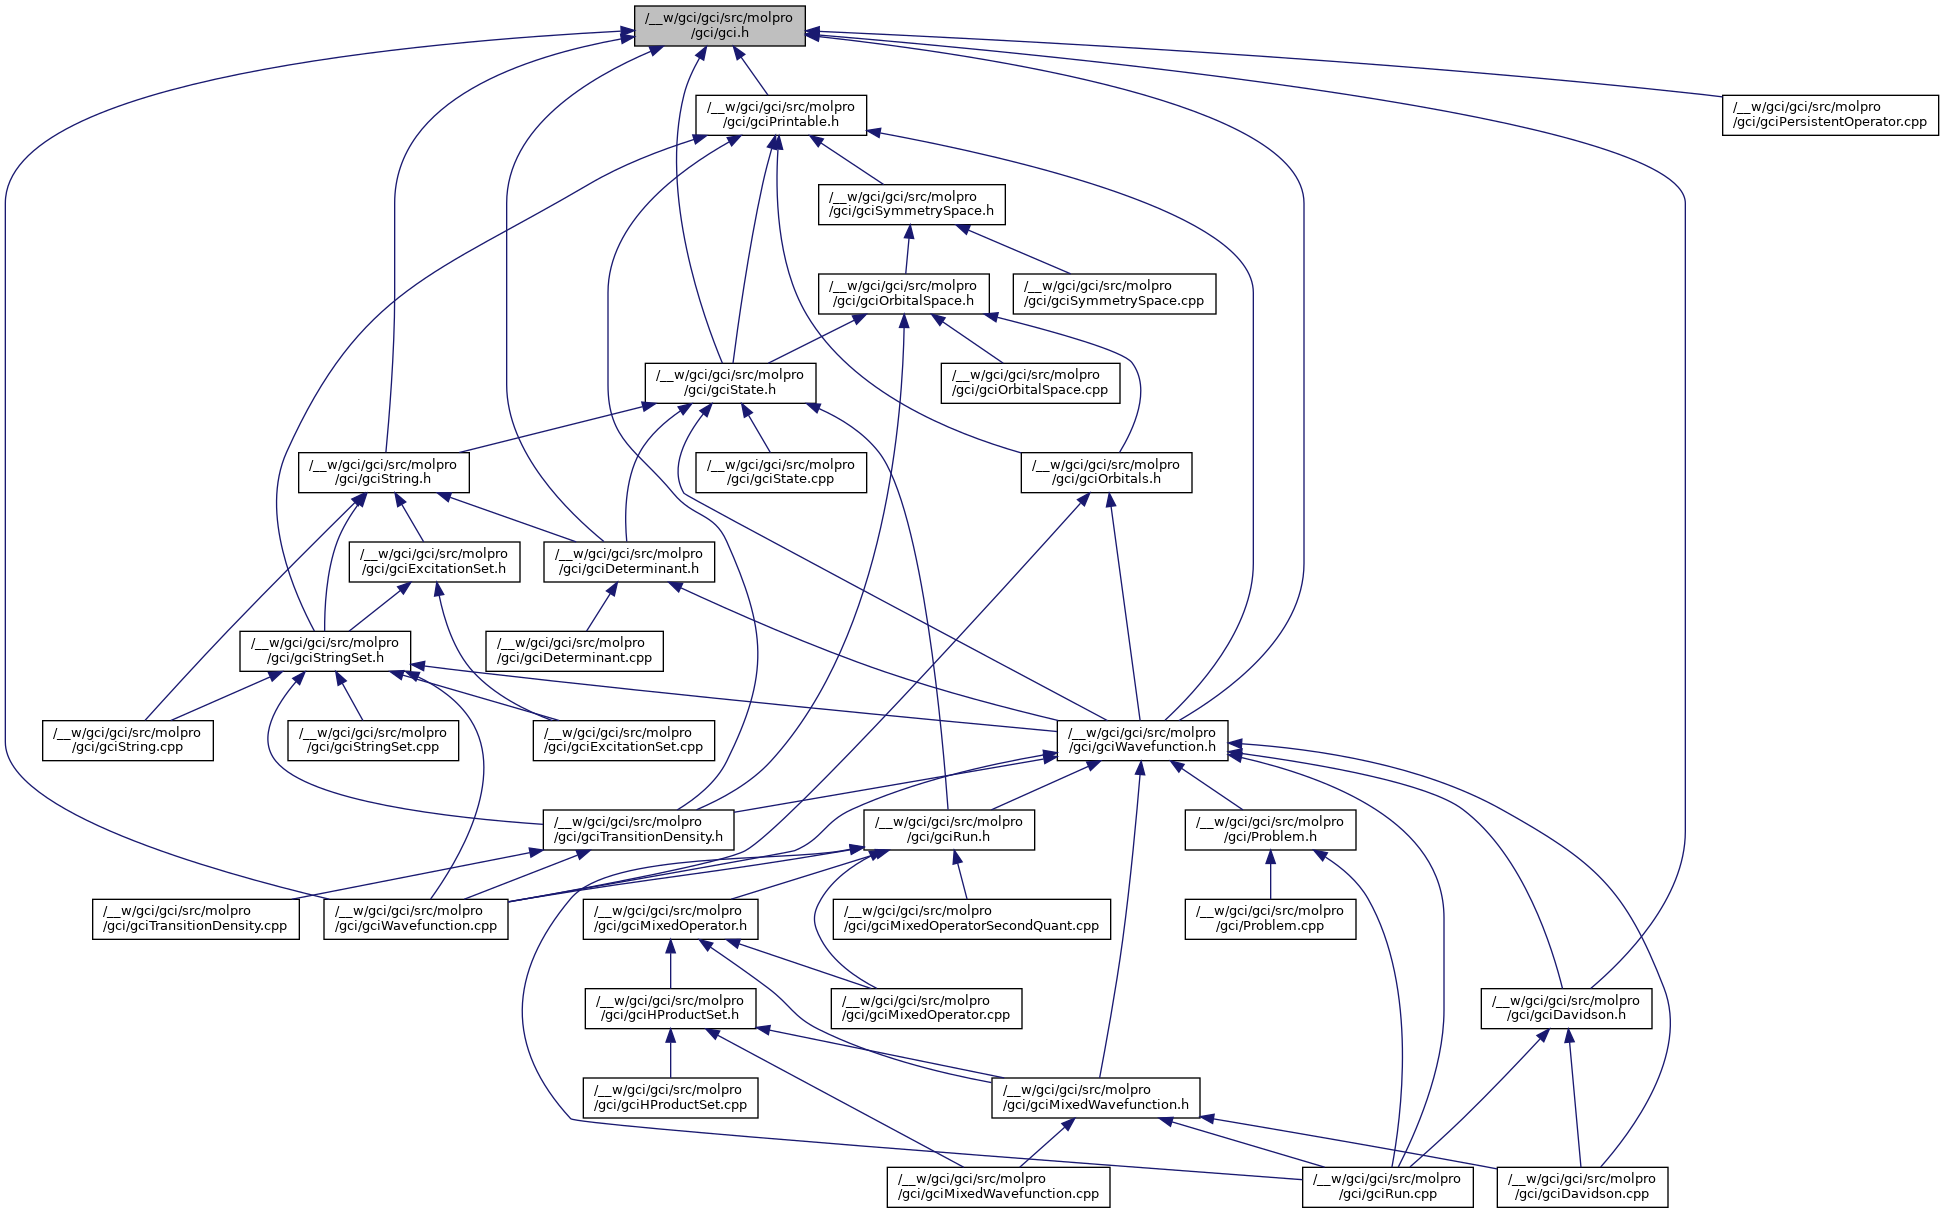 /__w/gci/gci/src/molpro
/gci/gci.h
/__w/gci/gci/src/molpro
/gci/gciPrintable.h
/__w/gci/gci/src/molpro
/gci/gciPersistentOperator.cpp
/__w/gci/gci/src/molpro
/gci/gciSymmetrySpace.h
/__w/gci/gci/src/molpro
/gci/gciOrbitalSpace.h
/__w/gci/gci/src/molpro
/gci/gciSymmetrySpace.cpp
/__w/gci/gci/src/molpro
/gci/gciState.h
/__w/gci/gci/src/molpro
/gci/gciOrbitalSpace.cpp
/__w/gci/gci/src/molpro
/gci/gciString.h
/__w/gci/gci/src/molpro
/gci/gciState.cpp
/__w/gci/gci/src/molpro
/gci/gciOrbitals.h
/__w/gci/gci/src/molpro
/gci/gciExcitationSet.h
/__w/gci/gci/src/molpro
/gci/gciDeterminant.h
/__w/gci/gci/src/molpro
/gci/gciStringSet.h
/__w/gci/gci/src/molpro
/gci/gciDeterminant.cpp
/__w/gci/gci/src/molpro
/gci/gciString.cpp
/__w/gci/gci/src/molpro
/gci/gciStringSet.cpp
/__w/gci/gci/src/molpro
/gci/gciExcitationSet.cpp
/__w/gci/gci/src/molpro
/gci/gciWavefunction.h
/__w/gci/gci/src/molpro
/gci/gciTransitionDensity.h
/__w/gci/gci/src/molpro
/gci/gciRun.h
/__w/gci/gci/src/molpro
/gci/Problem.h
/__w/gci/gci/src/molpro
/gci/gciTransitionDensity.cpp
/__w/gci/gci/src/molpro
/gci/gciWavefunction.cpp
/__w/gci/gci/src/molpro
/gci/gciMixedOperator.h
/__w/gci/gci/src/molpro
/gci/gciMixedOperatorSecondQuant.cpp
/__w/gci/gci/src/molpro
/gci/Problem.cpp
/__w/gci/gci/src/molpro
/gci/gciHProductSet.h
/__w/gci/gci/src/molpro
/gci/gciMixedOperator.cpp
/__w/gci/gci/src/molpro
/gci/gciDavidson.h
/__w/gci/gci/src/molpro
/gci/gciHProductSet.cpp
/__w/gci/gci/src/molpro
/gci/gciMixedWavefunction.h
/__w/gci/gci/src/molpro
/gci/gciMixedWavefunction.cpp
/__w/gci/gci/src/molpro
/gci/gciRun.cpp
/__w/gci/gci/src/molpro
/gci/gciDavidson.cpp